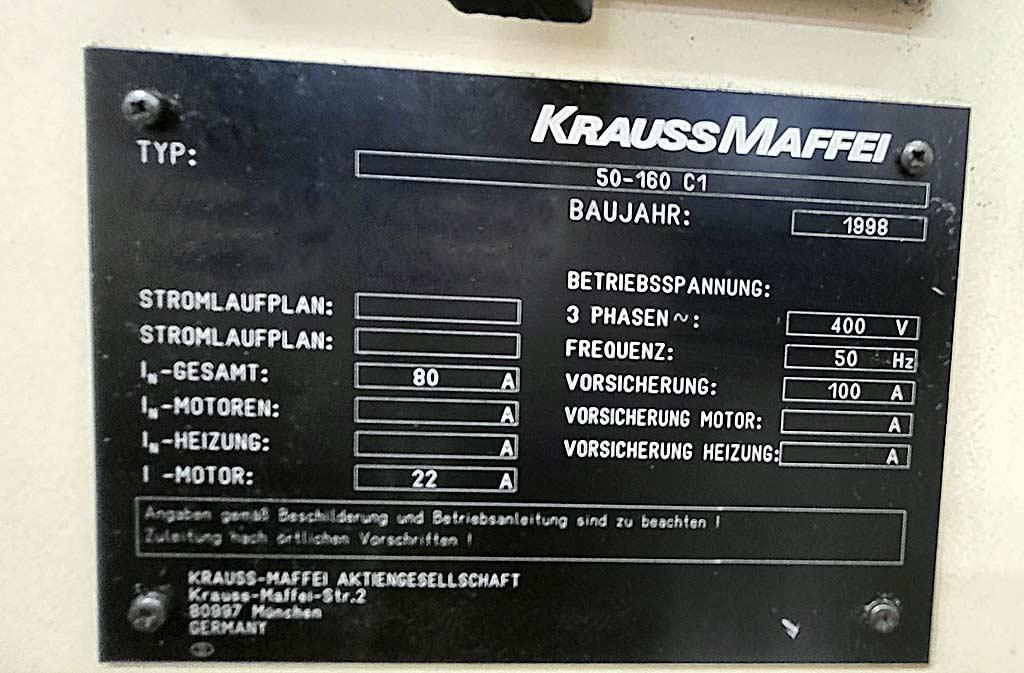 KRAUSSMAFFEI
TYP: 50-160 C1
BAUJAHR: 1998
BETRIEBSSPANNUNG:
STROMLAUFPLAN:
3 PHASEN ~: 400 V
STROMLAUFPLAN:
FREQUENZ: 50 Hz
IN-GESAMT: 80 A
VORSICHERUNG: 100 A
IN-MOTOREN: A
VORSICHERUNG MOTOR: A
IN-HEIZUNG: A
VORSICHERUNG HEIZUNG: A
I -MOTOR: 22 A
Angaben gemäß Beschilderung und Betriebsanleitung sind zu beachten !
Zuleitung nach örtlichen Vorschriften !
KRAUSS-MAFFEI AKTIENGESELLSCHAFT
Krauss-Maffei-Str.2
80997 München
GERMANY